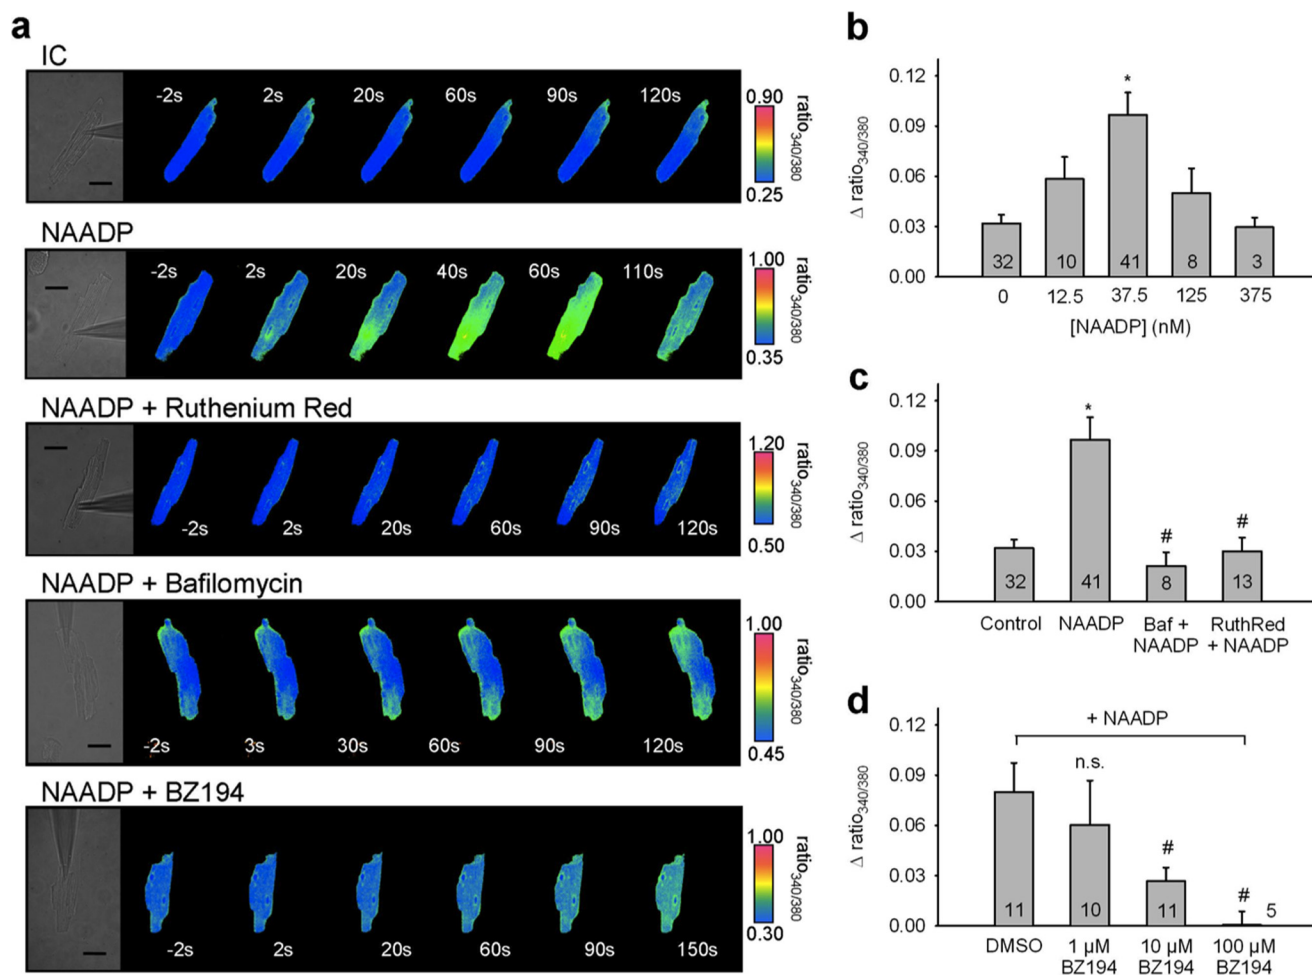 a
IC
-2s 2s 20s 60s 90s 120s
0.90
ratio340/380
0.25
NAADP
-2s 2s 20s 40s 60s 110s
1.00
ratio340/380
0.35
NAADP + Ruthenium Red
-2s 2s 20s 60s 90s 120s
1.20
ratio340/380
0.50
NAADP + Bafilomycin
-2s 3s 30s 60s 90s 120s
1.00
ratio340/380
0.45
NAADP + BZ194
-2s 2s 20s 60s 90s 150s
1.00
ratio340/380
0.30
b
Δ ratio340/380
0.12
0.09
0.06
0.03
0.00
*
32 10 41 8 3
0 12.5 37.5 125 375
[NAADP] (nM)
c
Δ ratio340/380
0.12
0.09
0.06
0.03
0.00
* # #
32 41 8 13
Control NAADP Baf + RuthRed
NAADP + NAADP
d
Δ ratio340/380
0.12
0.09
0.06
0.03
0.00
+ NAADP
n.s. # #
11 10 11 5
DMSO 1 µM 10 µM 100 µM
BZ194 BZ194 BZ194